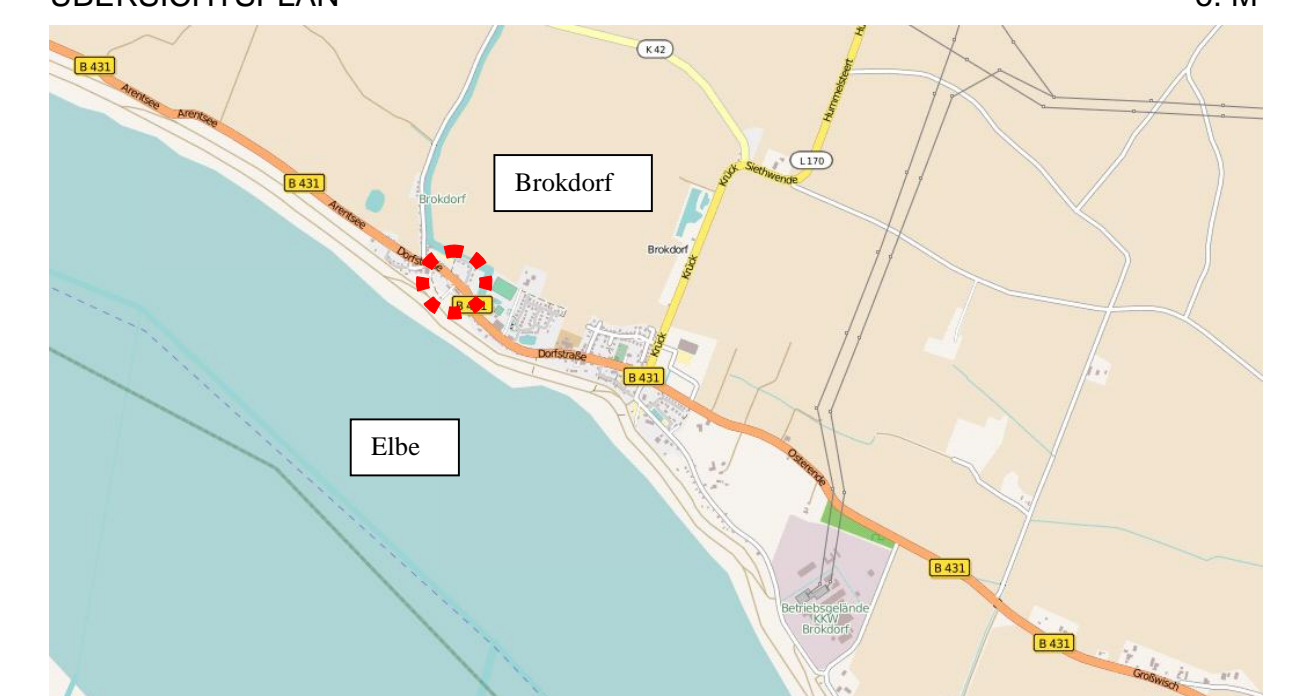 ÜBERSICHTSPLAN o. M
K 42
B 431
Hummelsteert
Arentsee
Arentsee
L 170
Krück
Siethwende
Brokdorf
B 431
Brokdorf
Arentsee
Brokdorf
Dorfstraße
Krück
B 431
Krück
Dorfstraße
B 431
Elbe
Osterende
B 431
Betriebsgelände
KKW
Brokdorf
B 431
Großwisch